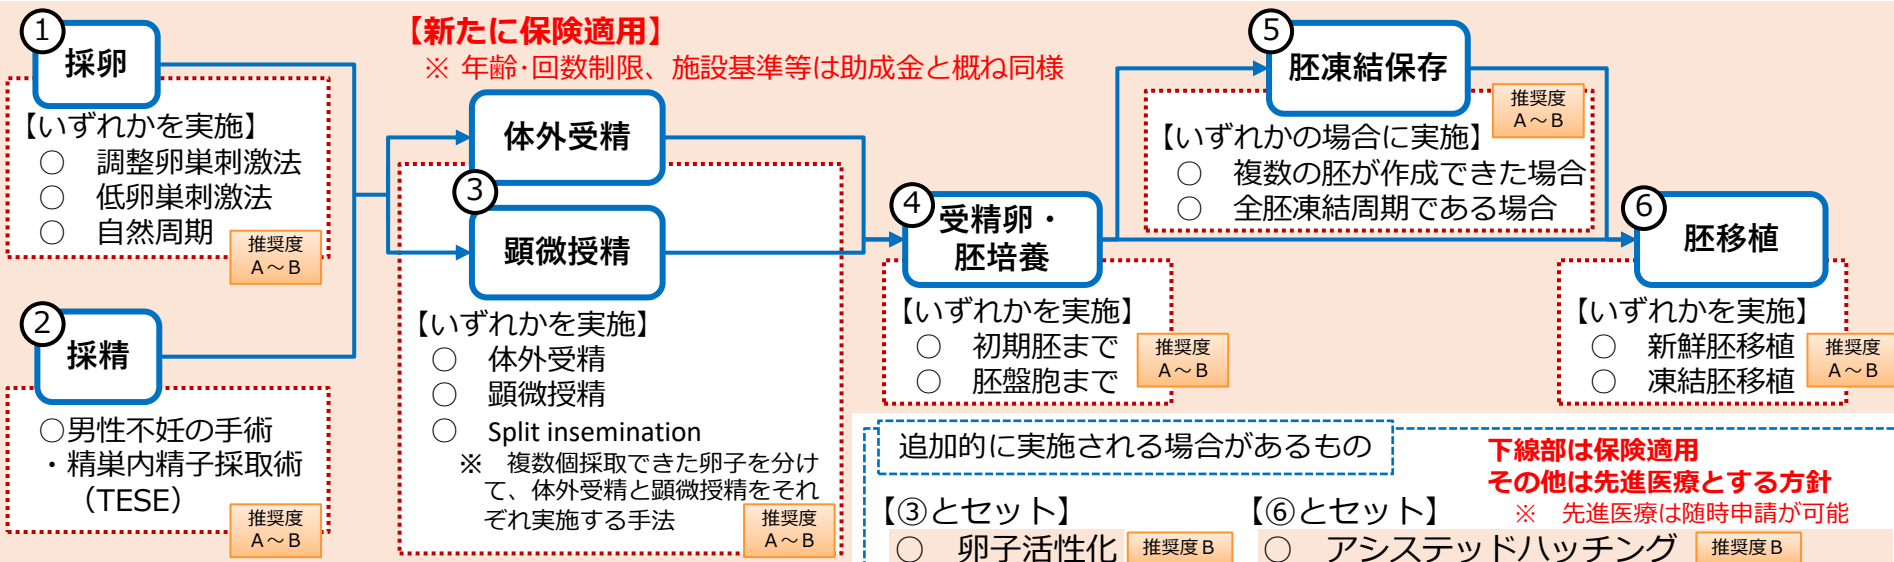 【新たに保険適用】
※ 年齢･回数制限、施設基準等は助成金と概ね同様
①
採卵
【いずれかを実施】
○ 調整卵巣刺激法
○ 低卵巣刺激法
○ 自然周期
推奨度
A～B
②
採精
○男性不妊の手術
・精巣内精子採取術
（TESE）
推奨度
A～B
体外受精
③
顕微授精
【いずれかを実施】
○ 体外受精
○ 顕微授精
○ Split insemination
※ 複数個採取できた卵子を分け
て、体外受精と顕微授精をそれ
ぞれ実施する手法
推奨度
A～B
④
受精卵・
胚培養
【いずれかを実施】
○ 初期胚まで
○ 胚盤胞まで
推奨度
A～B
⑤
胚凍結保存
推奨度
A～B
【いずれかの場合に実施】
○ 複数の胚が作成できた場合
○ 全胚凍結周期である場合
⑥
胚移植
【いずれかを実施】
○ 新鮮胚移植
○ 凍結胚移植
推奨度
A～B
追加的に実施される場合があるもの
下線部は保険適用
その他は先進医療とする方針
※ 先進医療は随時申請が可能
【③とセット】
○ 卵子活性化 推奨度B
【⑥とセット】
○ アシステッドハッチング 推奨度B